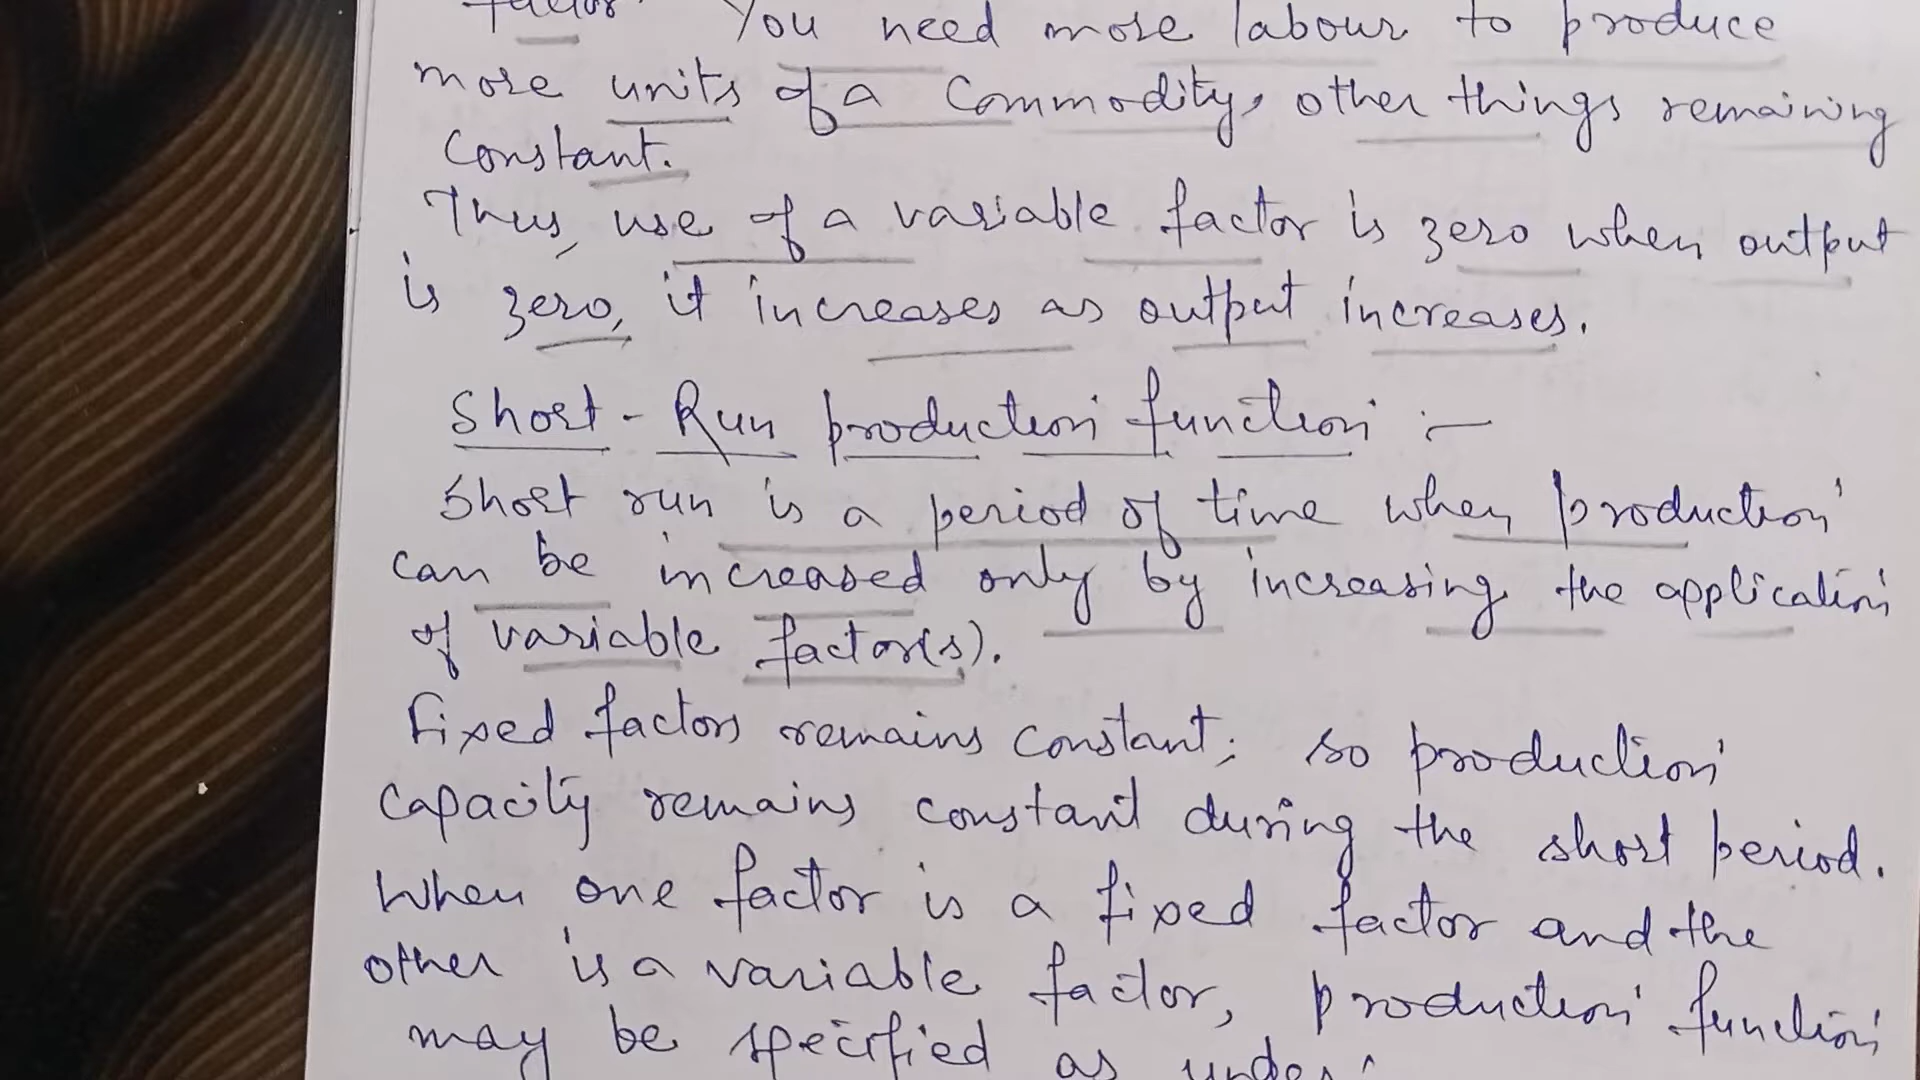 factor. You need more labour to produce
more units of a Commodity, other things remaining
Constant.
Thus, use of a variable factor is zero when output
is zero, it increases as output increases.
Short-Run production function :-
Short run is a period of time when production
can be increased only by increasing the application
of variable factor(s).
Fixed factors remains constant; so production
capacity remains constant during the short period.
When one factor is a fixed factor and the
other is a variable factor, production function
may be specified as under: